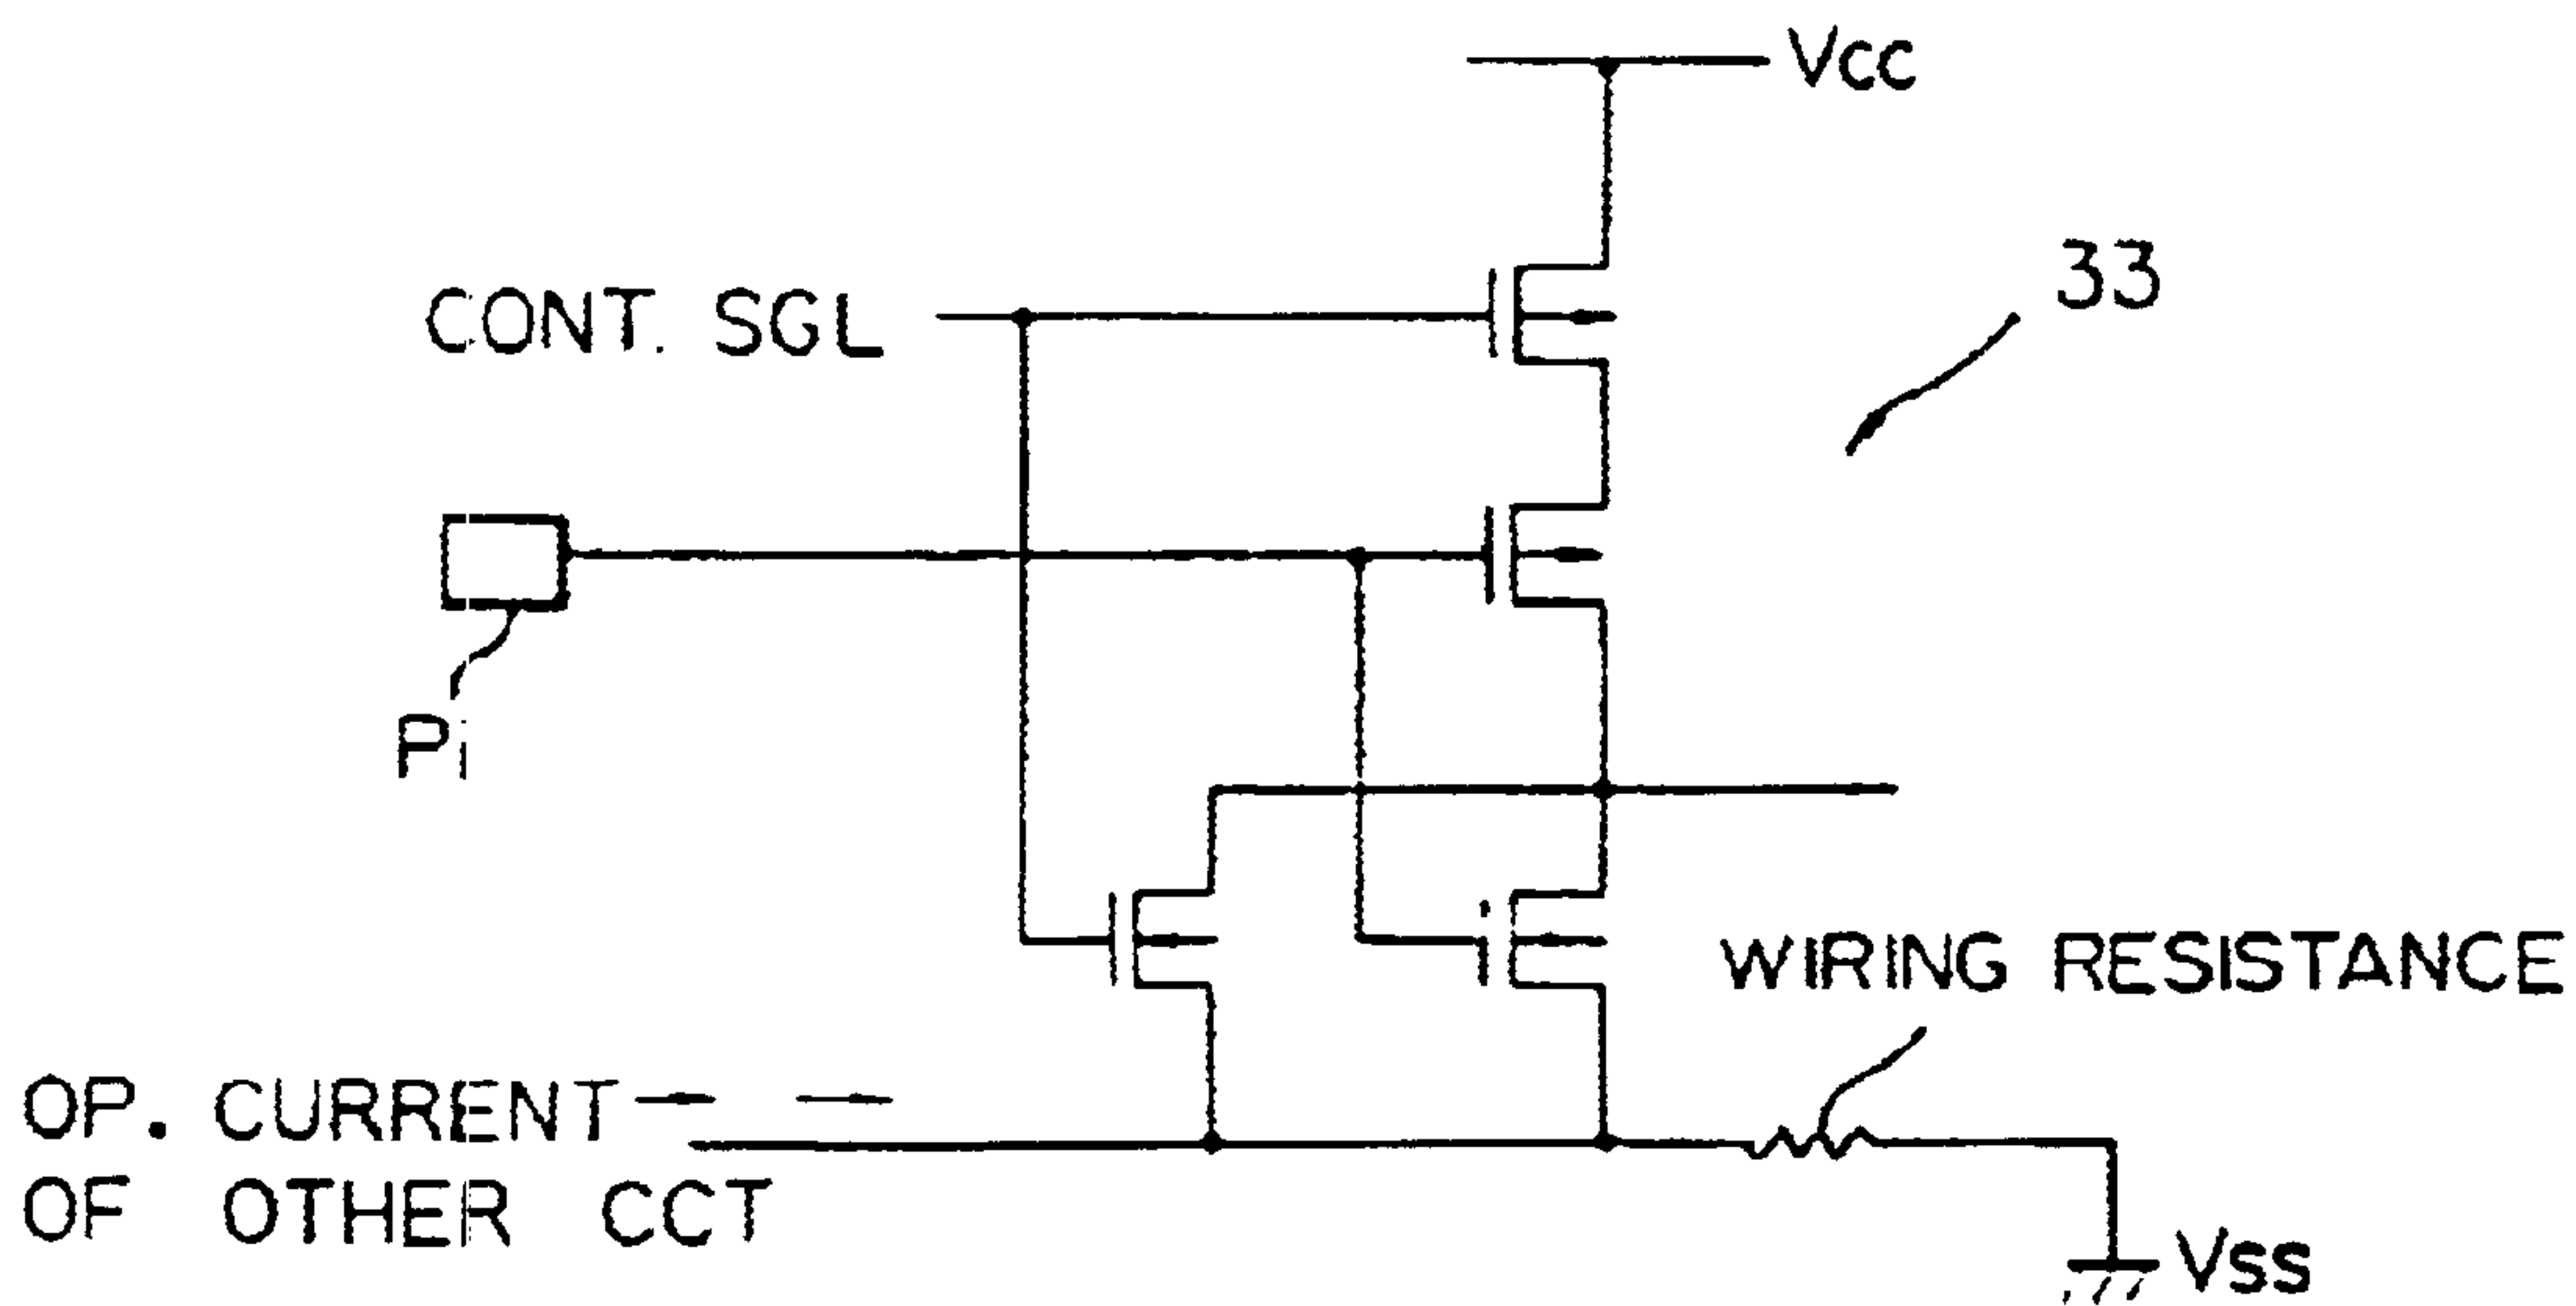 Vcc
33
CONT. SGL
Pi
WIRING RESISTANCE
OP. CURRENT
OF OTHER CCT
Vss